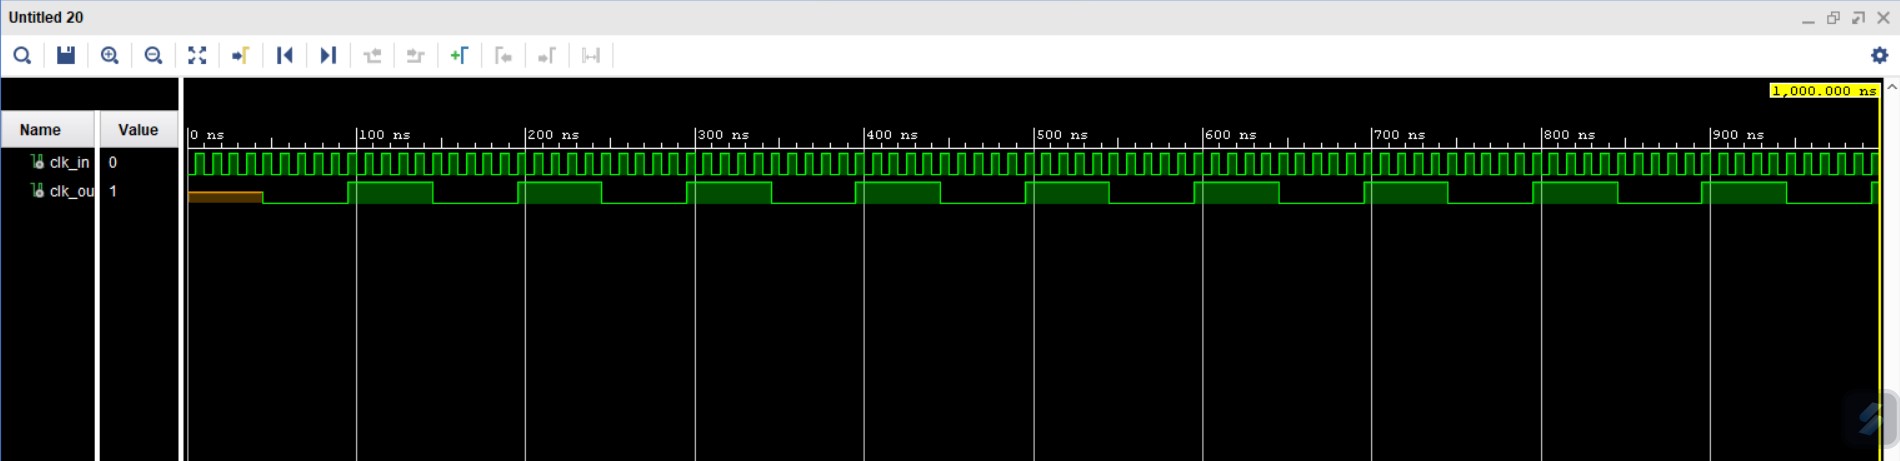 Untitled 20
1,000.000 ns
Name Value
0 ns 100 ns 200 ns 300 ns 400 ns 500 ns 600 ns 700 ns 800 ns 900 ns
clk_in 0
clk_ou 1